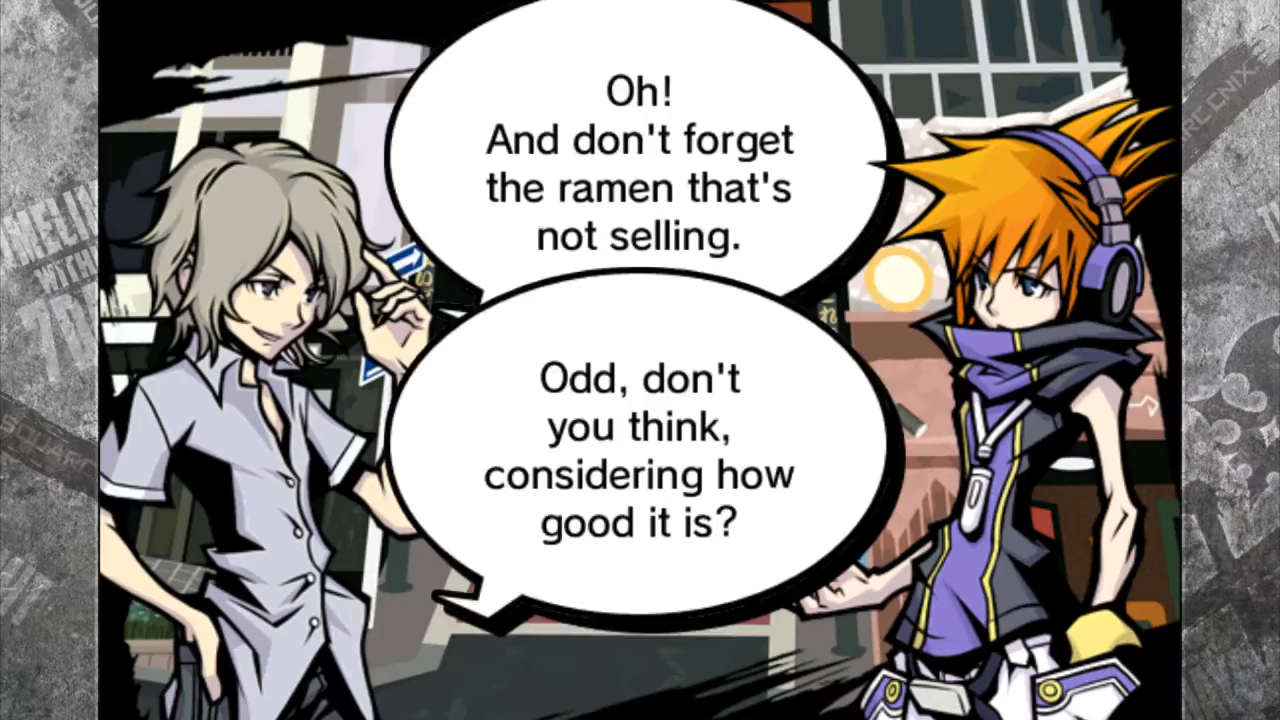 Oh!
And don't forget
the ramen that's
not selling.
Odd, don't
you think,
considering how
good it is?